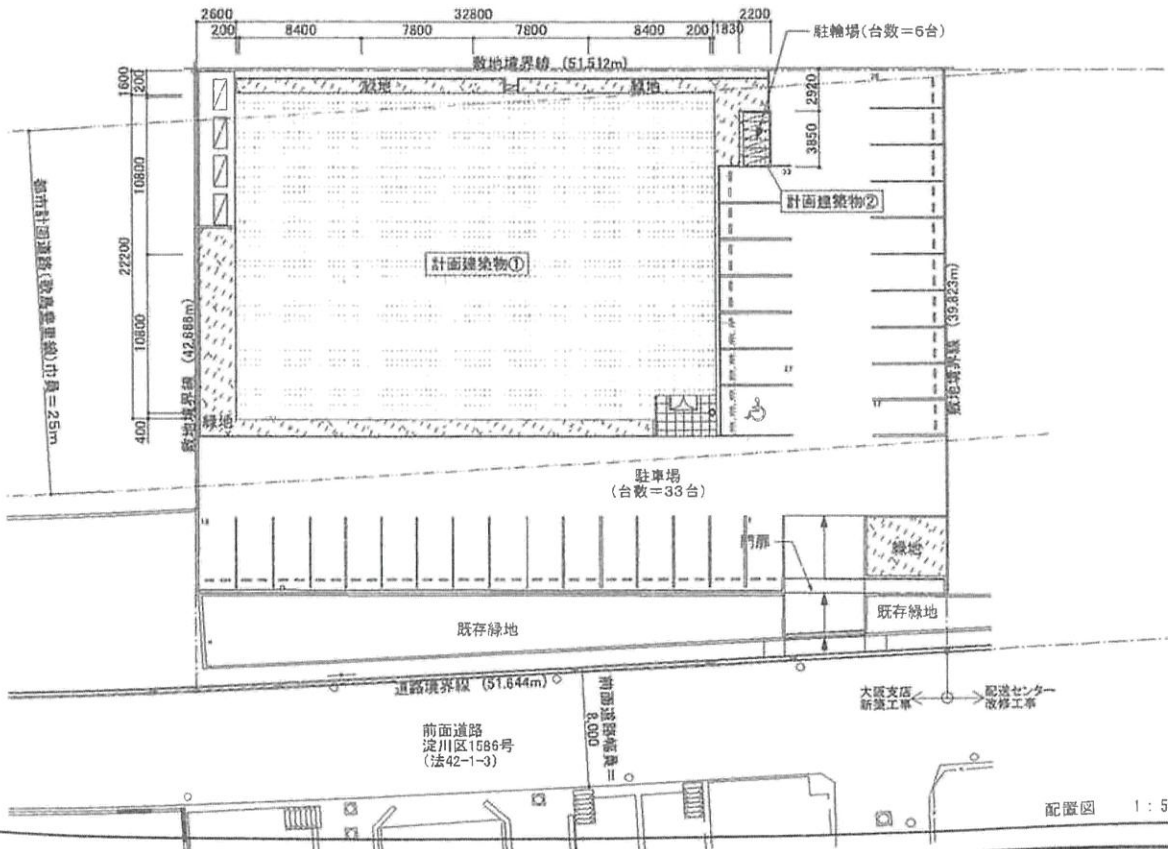 2600
32800
2200
200
8400
7800
7800
8400
200
1830
駐輪場(台数=6台)
敷地境界線 (51.512m)
緑地
緑地
1600
200
2920
3850
計画建築物②
33
10800
22200
10800
400
都市計画道路(歌島豊里線)巾員=25m
敷地境界線 (42.686m)
計画建築物①
敷地境界線 (39.823m)
緑地
27
17
駐車場
(台数=33台)
門扉
緑地
既存緑地
既存緑地
道路境界線 (51.644m)
前面道路幅員=
8,000
大阪支店
新築工事
配送センター
改修工事
前面道路
淀川区1586号
(法42-1-3)
配置図 1:5